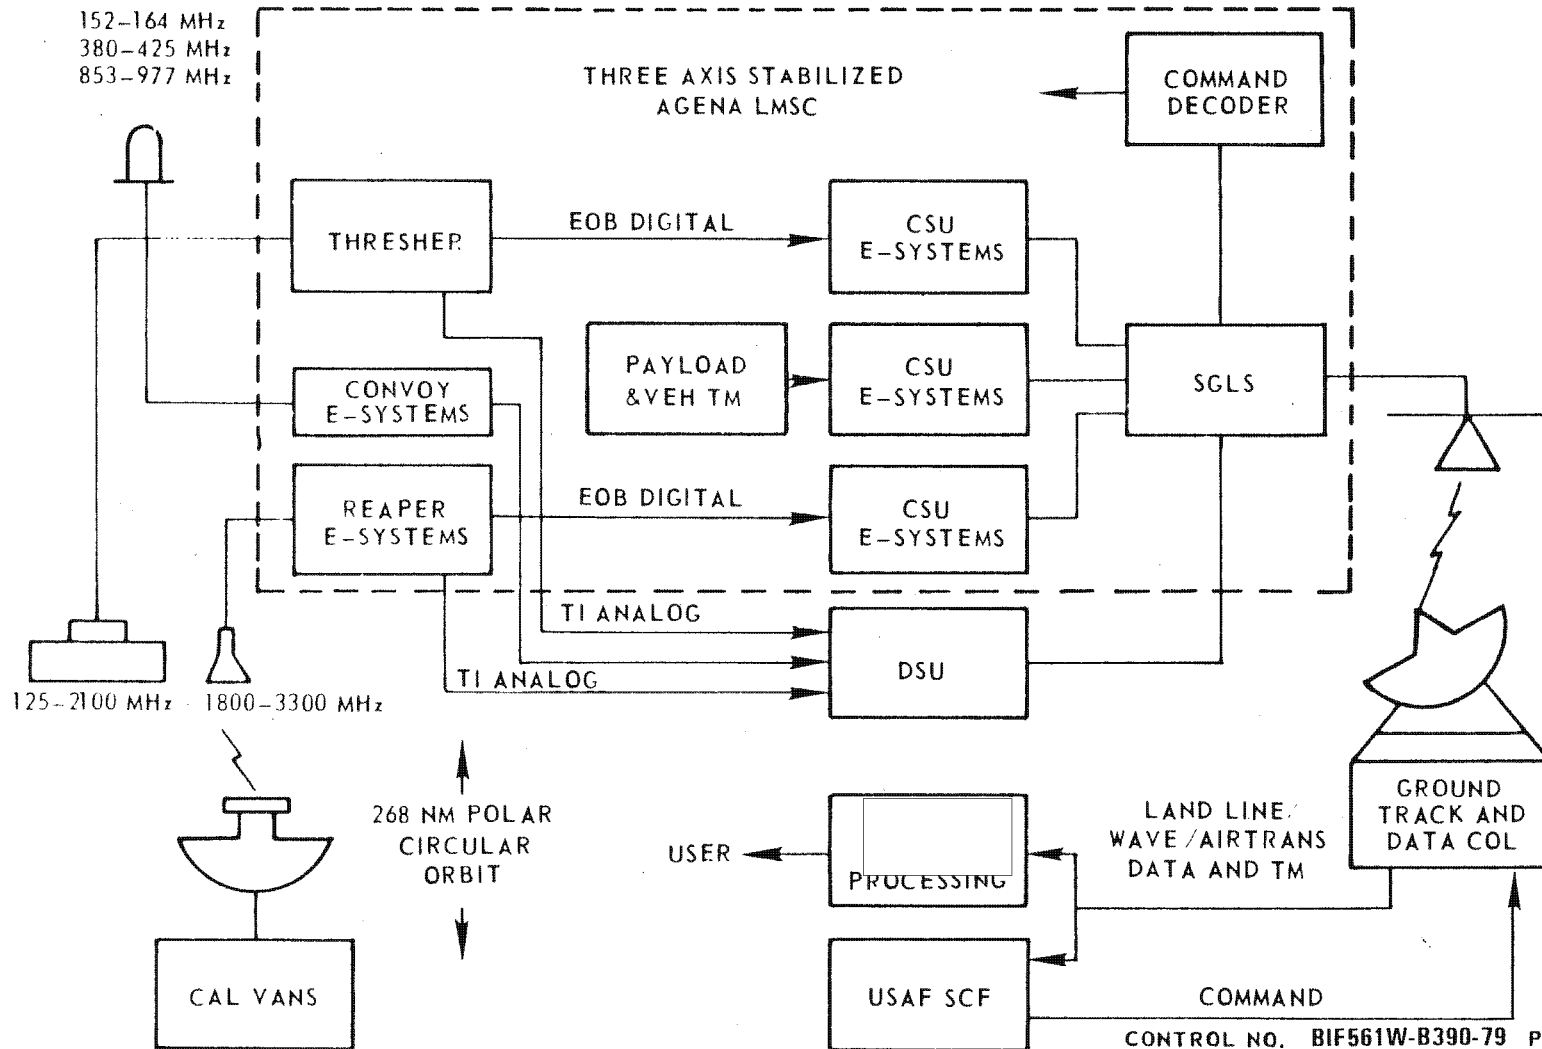 152–164 MHz
380–425 MHz
853–977 MHz
THREE AXIS STABILIZED
AGENA LMSC
COMMAND
DECODER
THRESHER
EOB DIGITAL
CSU
E–SYSTEMS
CONVOY
E–SYSTEMS
PAYLOAD
&VEH TM
CSU
E–SYSTEMS
SGLS
REAPER
E–SYSTEMS
EOB DIGITAL
CSU
E–SYSTEMS
TI ANALOG
TI ANALOG
DSU
125–2100 MHz
1800–3300 MHz
268 NM POLAR
CIRCULAR
ORBIT
USER
PROCESSING
LAND LINE/
WAVE/AIRTRANS
DATA AND TM
GROUND
TRACK AND
DATA COL
CAL VANS
USAF SCF
COMMAND
CONTROL NO. BIF561W-B390-79 P